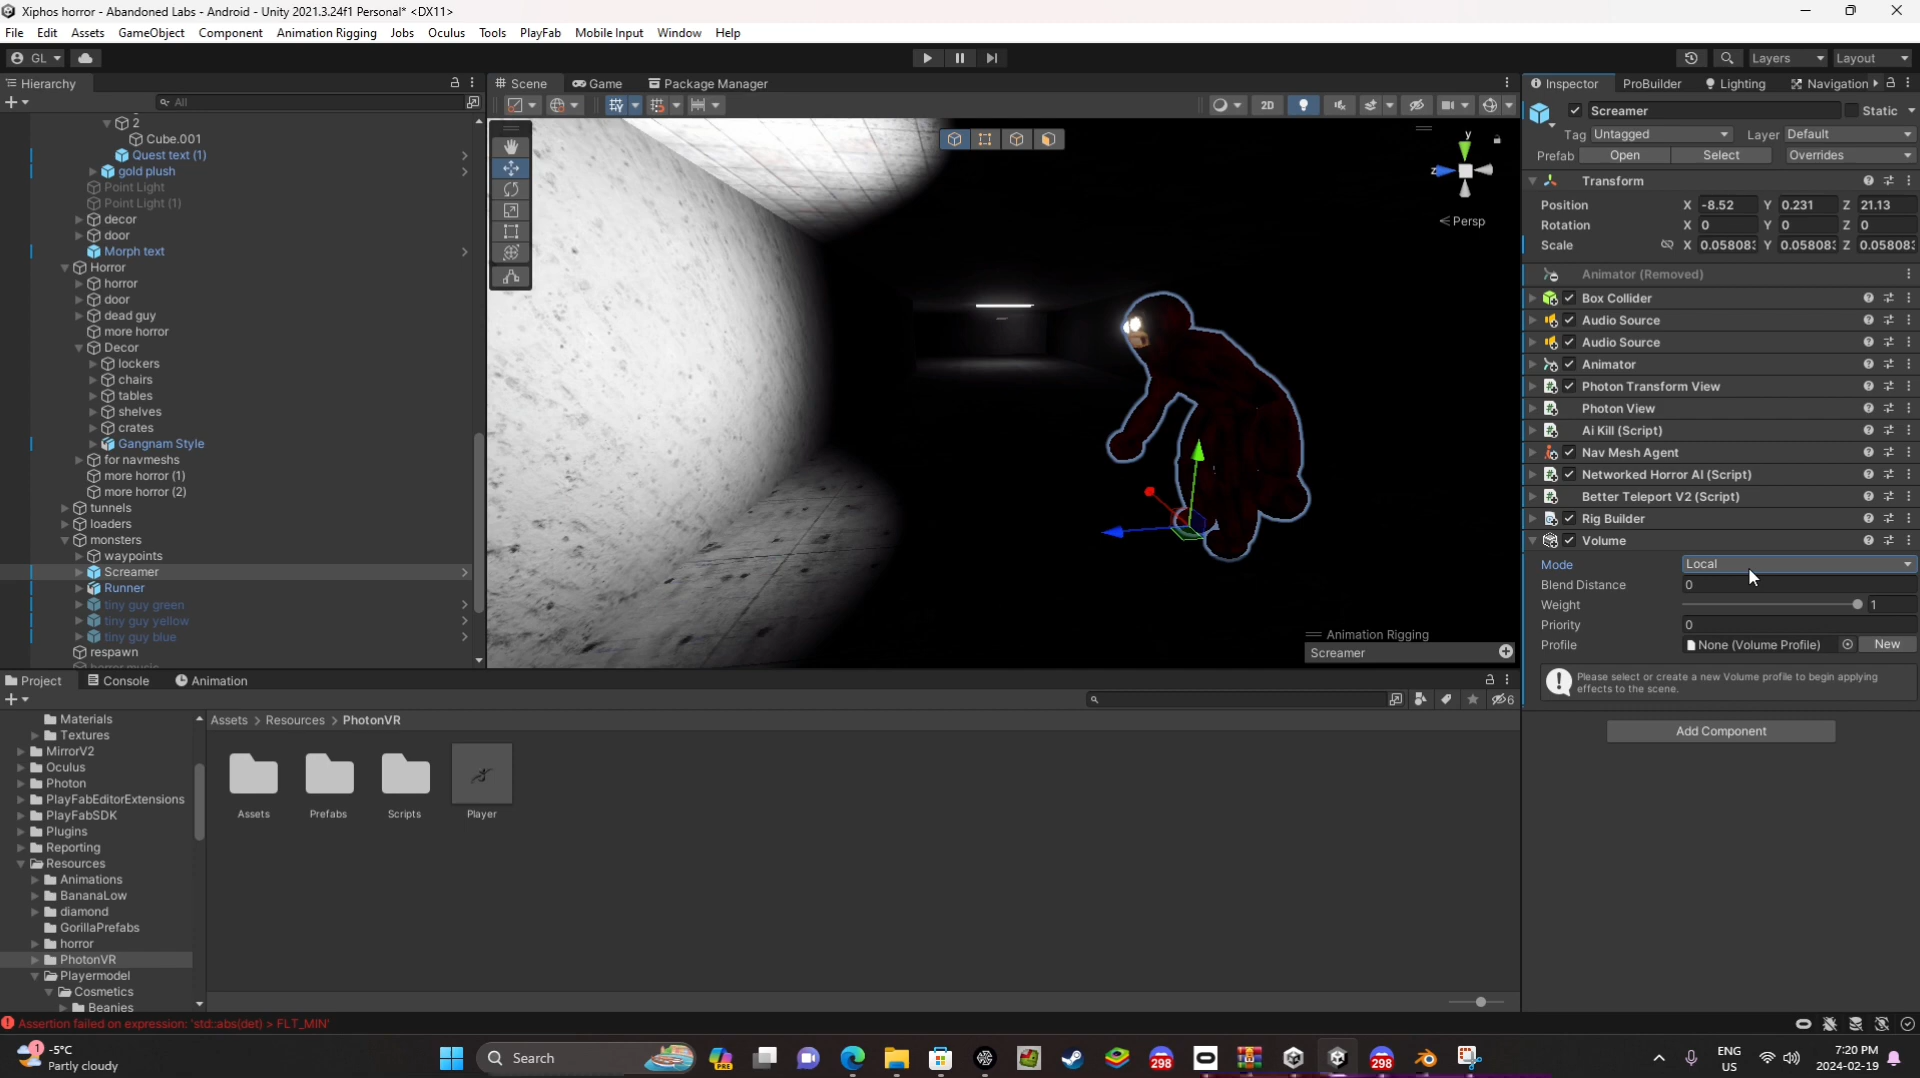 Xiphos horror - Abandoned Labs - Android - Unity 2021.3.24f1 Personal* <DX11>
File Edit Assets GameObject Component Animation Rigging Jobs Oculus Tools PlayFab Mobile Input Window Help
GL Layers Layout
Hierarchy
All
2
Cube.001
Quest text (1)
gold plush
Point Light
Point Light (1)
decor
door
Morph text
Horror
horror
door
dead guy
more horror
Decor
lockers
chairs
tables
shelves
crates
Gangnam Style
for navmeshs
more horror (1)
more horror (2)
tunnels
loaders
monsters
waypoints
Screamer
Runner
tiny guy green
tiny guy yellow
tiny guy blue
respawn
horror music
Scene Game Package Manager
2D
y
z
Persp
Animation Rigging
Screamer
Inspector ProBuilder Lighting Navigation
Screamer Static
Tag Untagged Layer Default
Prefab Open Select Overrides
Transform
Position X -8.52 Y 0.231 Z 21.13
Rotation X 0 Y 0 Z 0
Scale X 0.058083 Y 0.058083 Z 0.058083
Animator (Removed)
Box Collider
Audio Source
Audio Source
Animator
Photon Transform View
Photon View
Ai Kill (Script)
Nav Mesh Agent
Networked Horror AI (Script)
Better Teleport V2 (Script)
Rig Builder
Volume
Mode Local
Blend Distance 0
Weight 1
Priority 0
Profile None (Volume Profile) New
Please select or create a new Volume profile to begin applying
effects to the scene.
Add Component
Project Console Animation
6
Materials
Textures
MirrorV2
Oculus
Photon
PlayFabEditorExtensions
PlayFabSDK
Plugins
Reporting
Resources
Animations
BananaLow
diamond
GorillaPrefabs
horror
PhotonVR
Playermodel
Cosmetics
Beanies
Assets > Resources > PhotonVR
Assets Prefabs Scripts Player
Assertion failed on expression: 'std::abs(det) > FLT_MIN'
1
-5°C
Partly cloudy
Search
PRE
298
298
ENG
US
7:20 PM
2024-02-19